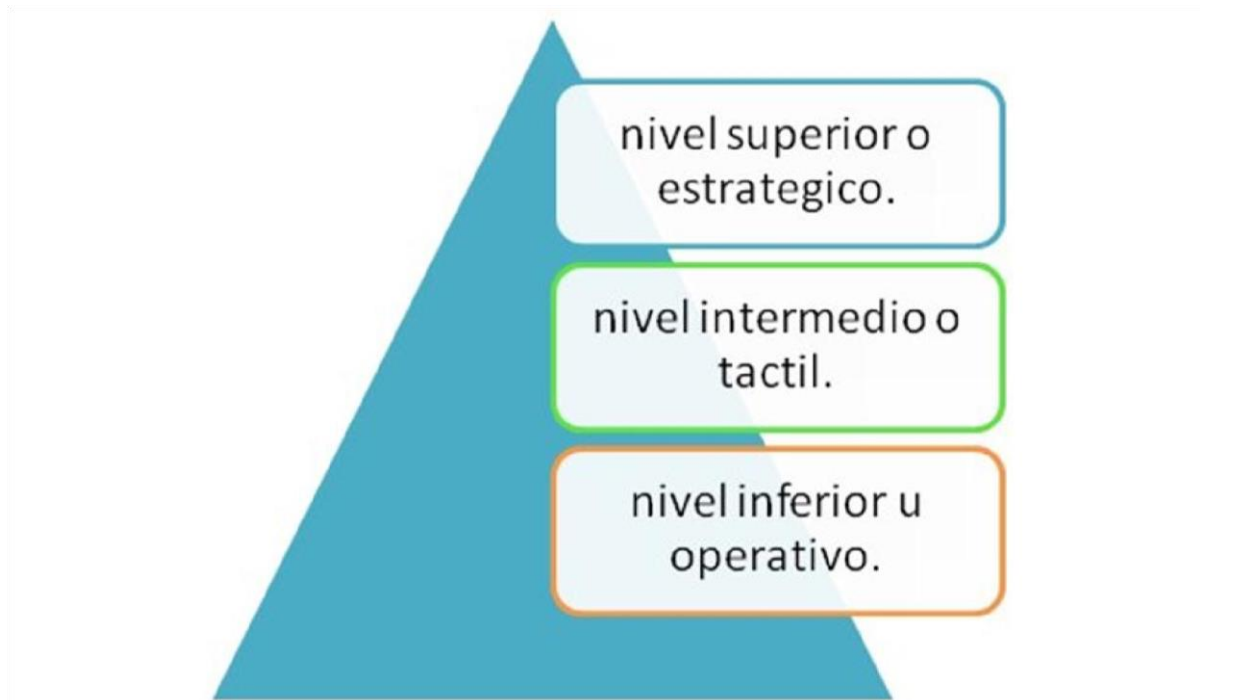 nivel superior o
estrategico.
nivel intermedio o
tactil.
nivel inferior u
operativo.